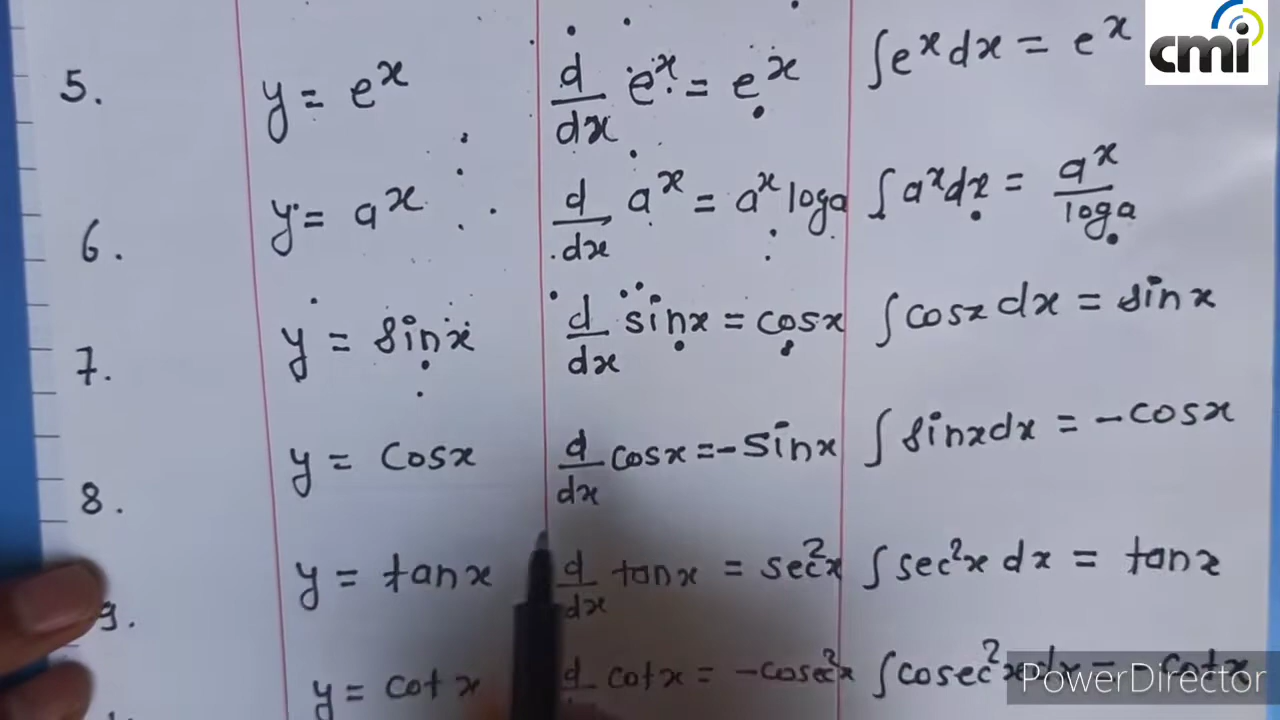 cmi
5. y = e^x d/dx e^x = e^x ∫e^x dx = e^x
6. y = a^x d/dx a^x = a^x loga ∫a^x dx = a^x/loga
7. y = sinx d/dx sinx = cosx ∫cosx dx = sinx
8. y = cosx d/dx cosx = -sinx ∫sinxdx = -cosx
9. y = tanx d/dx tanx = sec²x ∫sec²x dx = tanx
y = cotx d/dx cotx = -cosec²x ∫cosec²x dx = -cotx
PowerDirector